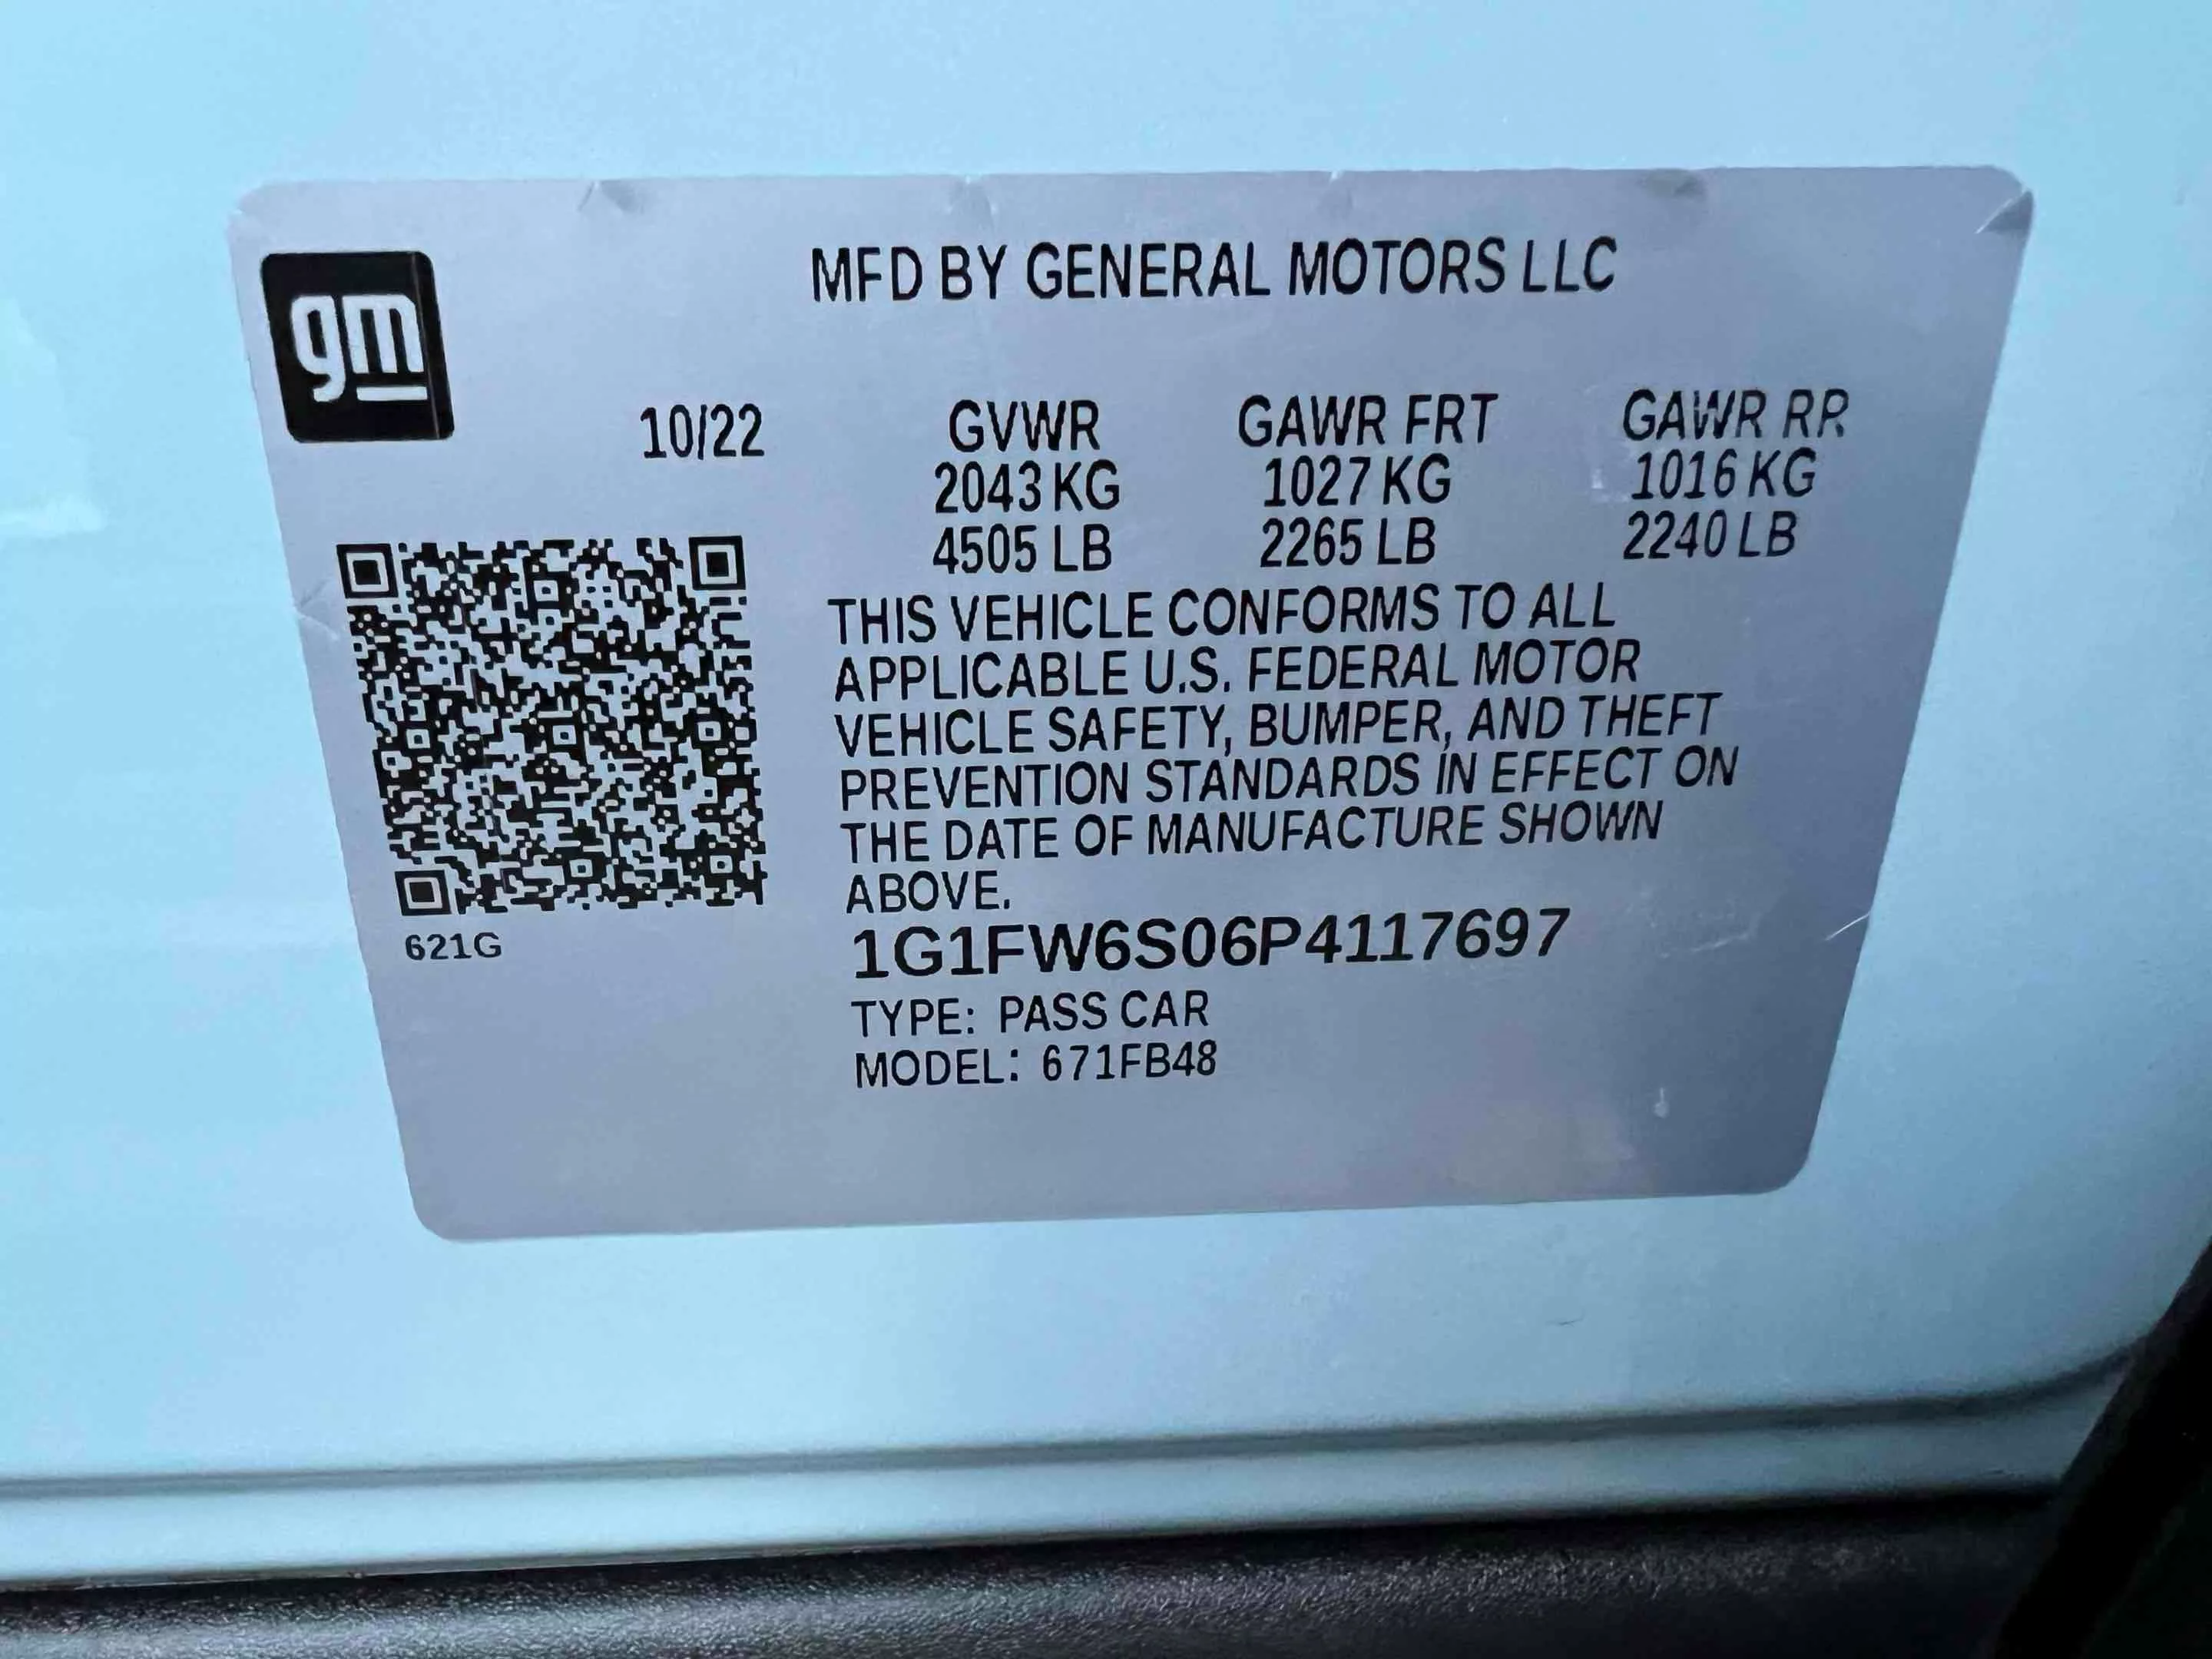 gm
MFD BY GENERAL MOTORS LLC
10/22 GVWR GAWR FRT GAWR RR
2043 KG 1027 KG 1016 KG
4505 LB 2265 LB 2240 LB
THIS VEHICLE CONFORMS TO ALL
APPLICABLE U.S. FEDERAL MOTOR
VEHICLE SAFETY, BUMPER, AND THEFT
PREVENTION STANDARDS IN EFFECT ON
THE DATE OF MANUFACTURE SHOWN
ABOVE.
621G
1G1FW6S06P4117697
TYPE: PASS CAR
MODEL: 671FB48